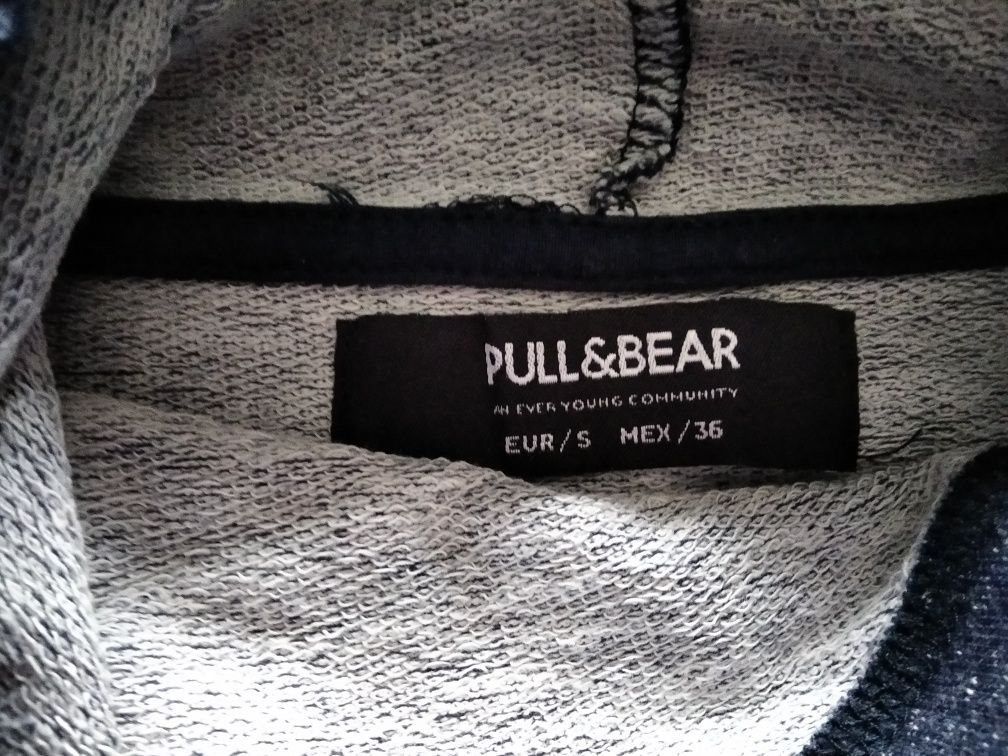 PULL&BEAR
AN EVER YOUNG COMMUNITY
EUR/S MEX/36